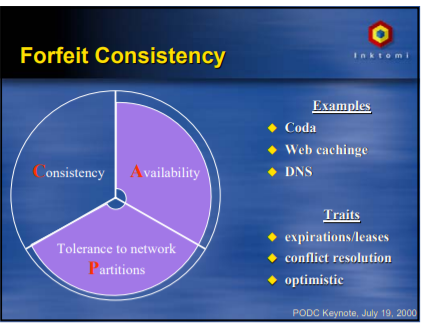 Forfeit Consistency
Inktomi
Consistency
Availability
Tolerance to network
Partitions
Examples
Coda
Web cachinge
DNS
Traits
expirations/leases
conflict resolution
optimistic
PODC Keynote, July 19, 2000